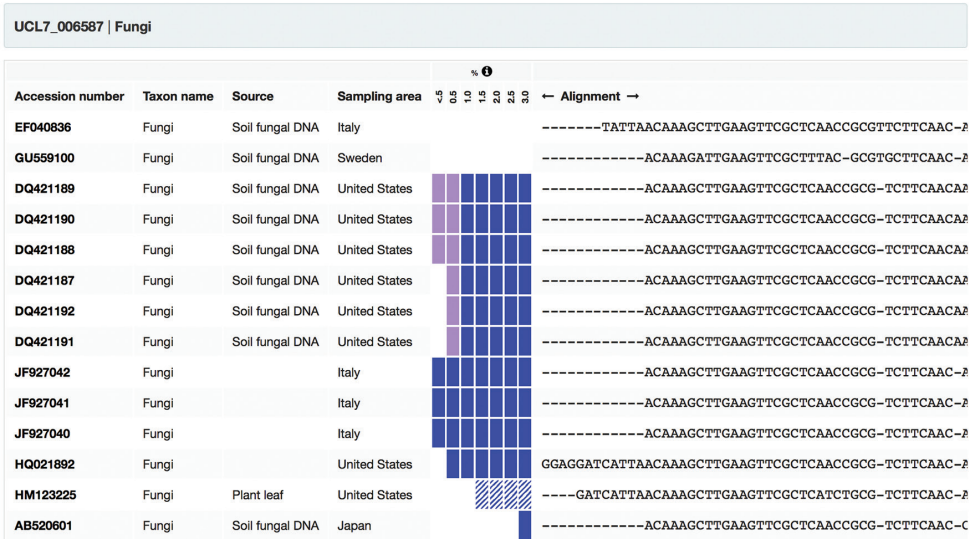 UCL7_006587 | Fungi
% i
Accession number Taxon name Source Sampling area <.5 0.5 1.0 1.5 2.0 2.5 3.0 ← Alignment →
EF040836 Fungi Soil fungal DNA Italy -------TATTAACAAAGCTTGAAGTTCGCTCAACCGCGTTCTTCAAC-A
GU559100 Fungi Soil fungal DNA Sweden ------------ACAAAGATTGAAGTTCGCTTTAC-GCGTGCTTCAAC-A
DQ421189 Fungi Soil fungal DNA United States ------------ACAAAGCTTGAAGTTCGCTCAACCGCG-TCTTCAACAA
DQ421190 Fungi Soil fungal DNA United States ------------ACAAAGCTTGAAGTTCGCTCAACCGCG-TCTTCAACAA
DQ421188 Fungi Soil fungal DNA United States ------------ACAAAGCTTGAAGTTCGCTCAACCGCG-TCTTCAACAA
DQ421187 Fungi Soil fungal DNA United States ------------ACAAAGCTTGAAGTTCGCTCAACCGCG-TCTTCAACAA
DQ421192 Fungi Soil fungal DNA United States ------------ACAAAGCTTGAAGTTCGCTCAACCGCG-TCTTCAACAA
DQ421191 Fungi Soil fungal DNA United States ------------ACAAAGCTTGAAGTTCGCTCAACCGCG-TCTTCAACAA
JF927042 Fungi Italy ------------ACAAAGCTTGAAGTTCGCTCAACCGCG-TCTTCAAC-A
JF927041 Fungi Italy ------------ACAAAGCTTGAAGTTCGCTCAACCGCG-TCTTCAAC-A
JF927040 Fungi Italy ------------ACAAAGCTTGAAGTTCGCTCAACCGCG-TCTTCAAC-A
HQ021892 Fungi United States GGAGGATCATTAACAAAGCTTGAAGTTCGCTCAACCGCG-TCTTCAAC-A
HM123225 Fungi Plant leaf United States ----GATCATTAACAAAGCTTGAAGTTCGCTCATCTGCG-TCTTCAAC-A
AB520601 Fungi Soil fungal DNA Japan ------------ACAAAGCTTGAAGTTCGCTCAACCGCG-TCTTCAAC-C